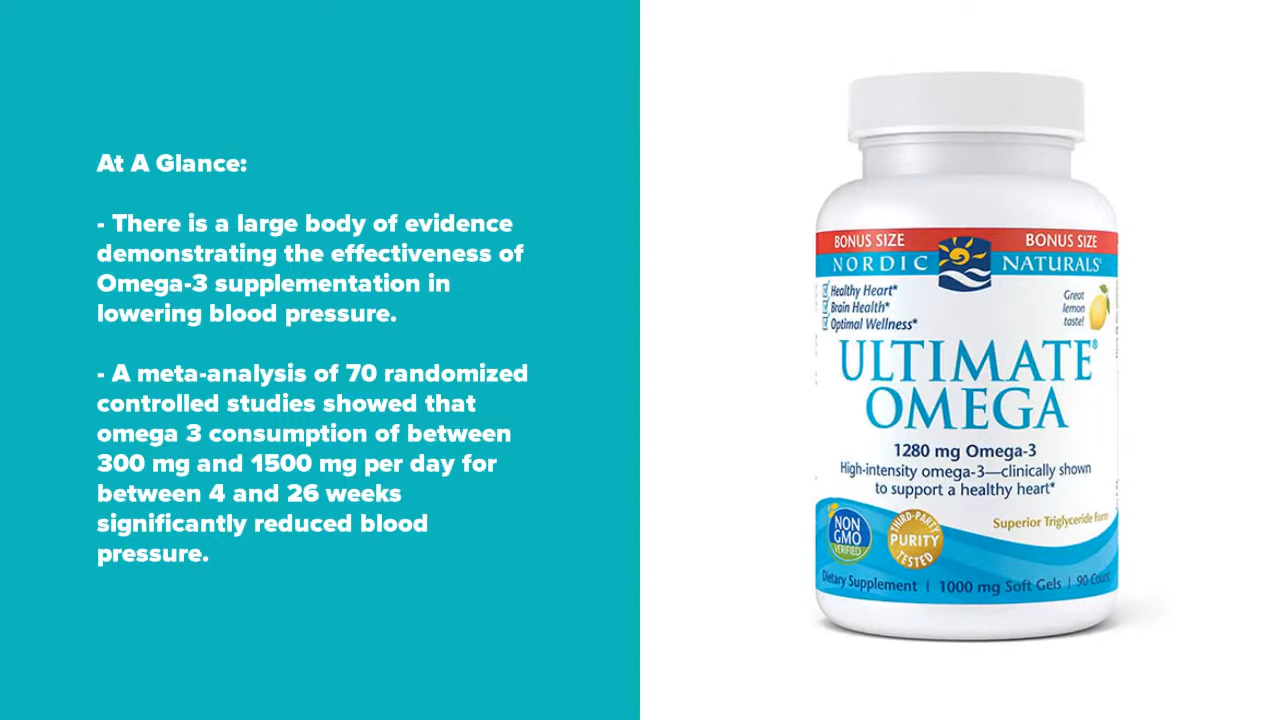 At A Glance:
- There is a large body of evidence
demonstrating the effectiveness of
Omega-3 supplementation in
lowering blood pressure.
- A meta-analysis of 70 randomized
controlled studies showed that
omega 3 consumption of between
300 mg and 1500 mg per day for
between 4 and 26 weeks
significantly reduced blood
pressure.
BONUS SIZE BONUS SIZE
NORDIC NATURALS®
Healthy Heart*
Brain Health*
Optimal Wellness*
Great
lemon
taste!
ULTIMATE®
OMEGA
1280 mg Omega-3
High-intensity omega-3—clinically shown
to support a healthy heart*
Superior Triglyceride Form
NON
GMO
VERIFIED
THIRD-PARTY
PURITY
TESTED
Dietary Supplement | 1000 mg Soft Gels | 90 Count